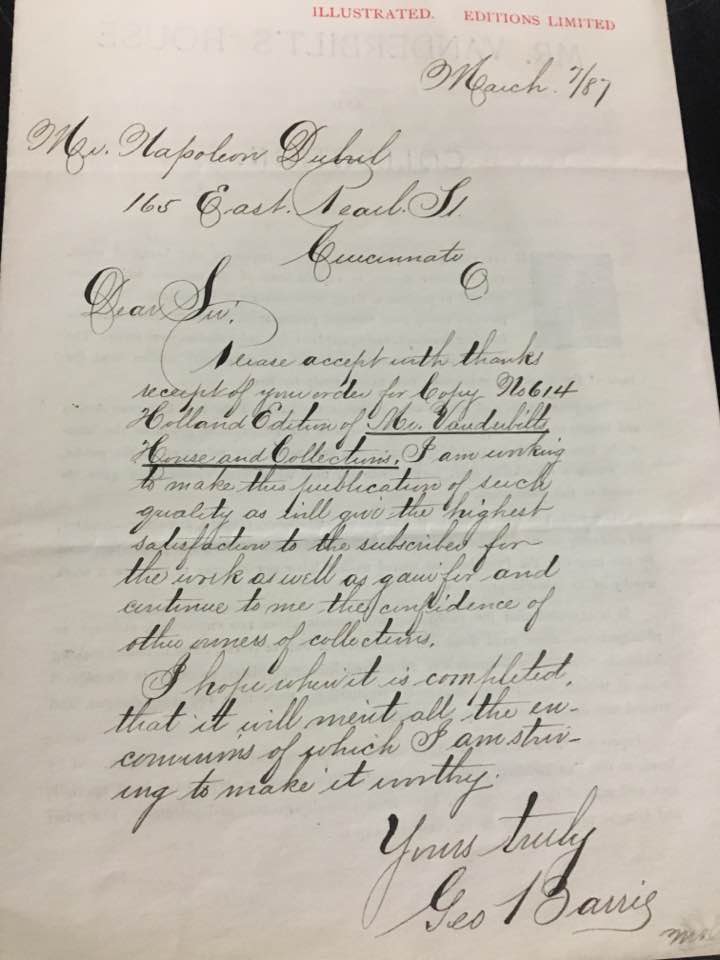 ILLUSTRATED. EDITIONS LIMITED
March. 7/87
Mr. Napoleon Dubrul
165 East. Pearl. St.
Cincinnati
O
Dear Sir;
Please accept with thanks
receipt of your order for Copy No 614
Holland Edition of Mr. Vanderbilts
House and Collections. I am working
to make this publication of such
quality as will give the highest
satisfaction to the subscriber for
the work as well as gain for and
continue to me the confidence of
other owners of collections.
I hope when it is completed,
that it will merit all the en-
comiums of which I am striv-
ing to make it worthy.
Yours truly
Geo Barrie